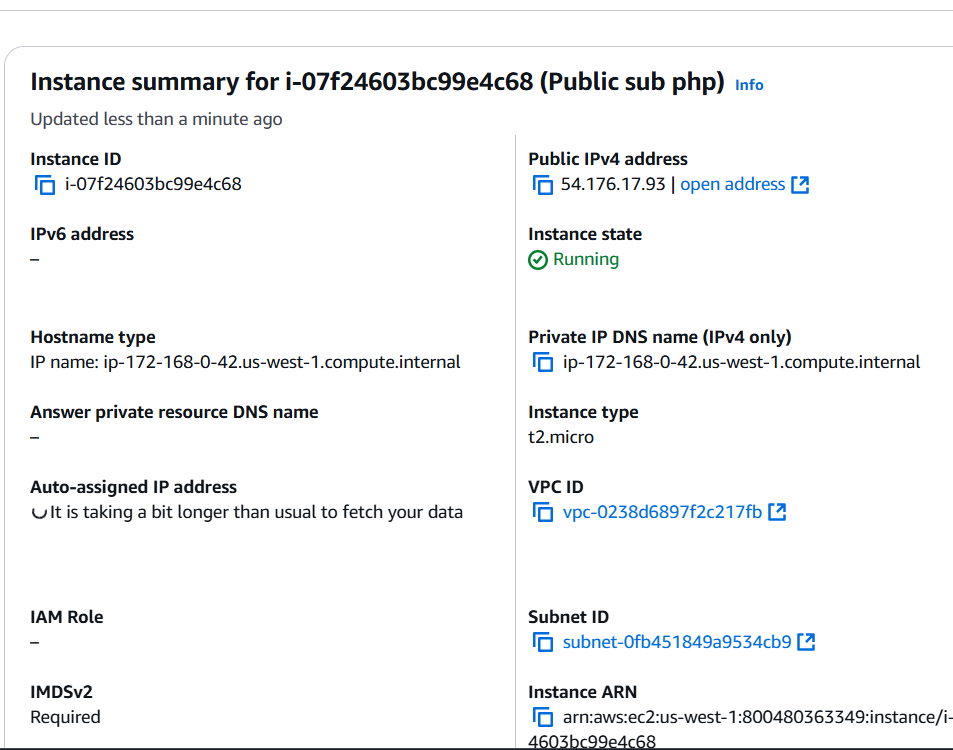 Instance summary for i-07f24603bc99e4c68 (Public sub php) Info
Updated less than a minute ago
Instance ID
i-07f24603bc99e4c68
Public IPv4 address
54.176.17.93 | open address
IPv6 address
–
Instance state
Running
Hostname type
IP name: ip-172-168-0-42.us-west-1.compute.internal
Private IP DNS name (IPv4 only)
ip-172-168-0-42.us-west-1.compute.internal
Answer private resource DNS name
–
Instance type
t2.micro
Auto-assigned IP address
It is taking a bit longer than usual to fetch your data
VPC ID
vpc-0238d6897f2c217fb
IAM Role
–
Subnet ID
subnet-0fb451849a9534cb9
IMDSv2
Required
Instance ARN
arn:aws:ec2:us-west-1:800480363349:instance/i-
4603bc99e4c68